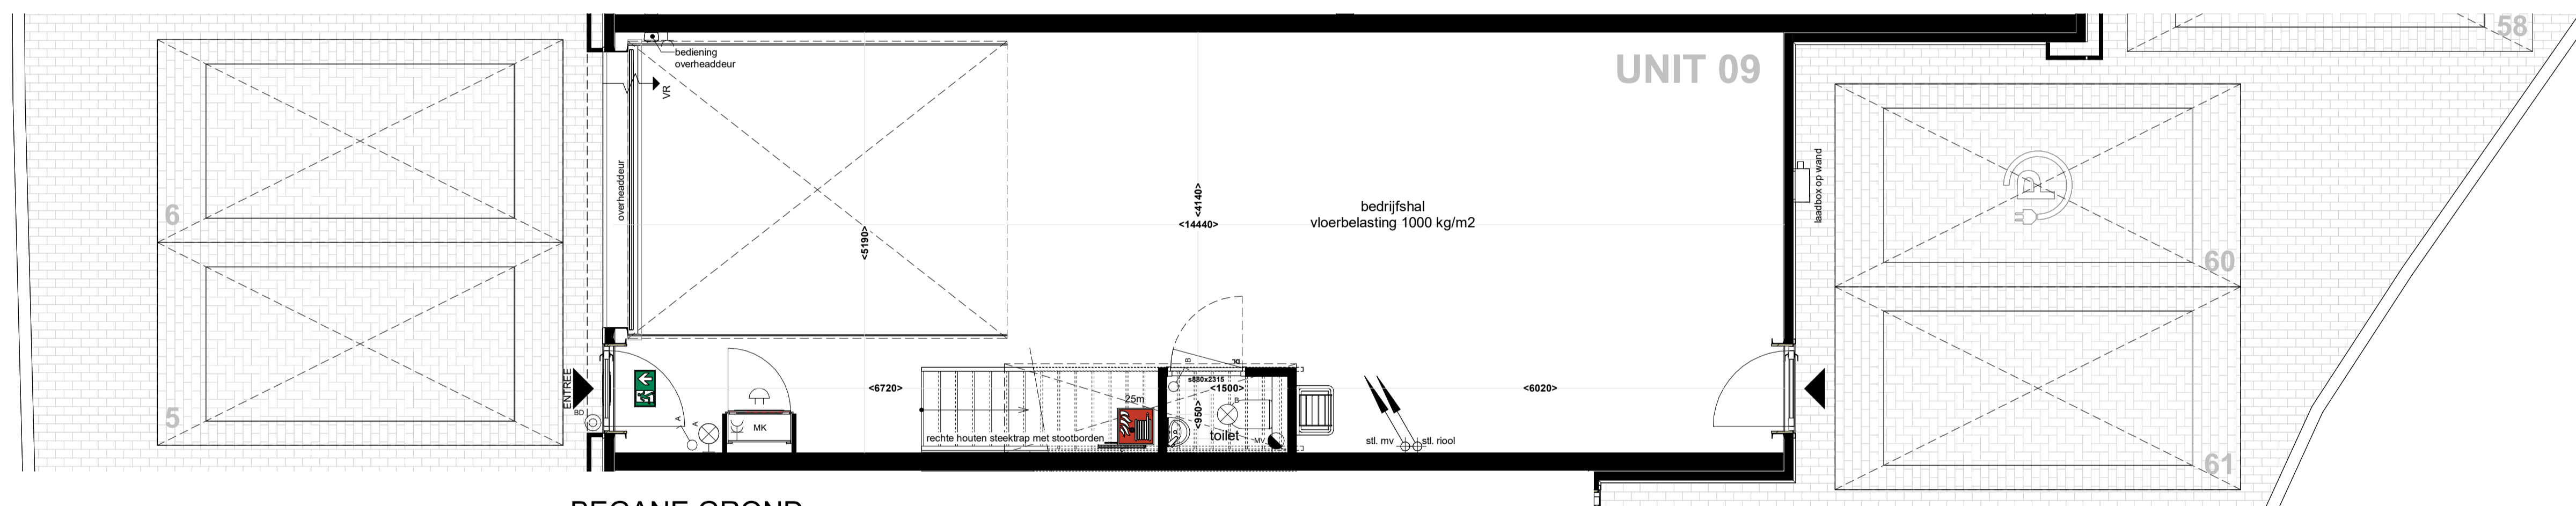 58
bediening
overheaddeur
UNIT 09
VR
overheaddeur
laadbox op wand
6
<4140>
bedrijfshal
<14440>
vloerbelasting 1000 kg/m2
<5190>
60
ENTREE
<6720>
s880x2315
<1500>
<6020>
B
5
BD
A
A
MK
25m
<950>
B
rechte houten steektrap met stootborden
toilet
MV
stl. mv
stl. riool
61
BEGANE GROND